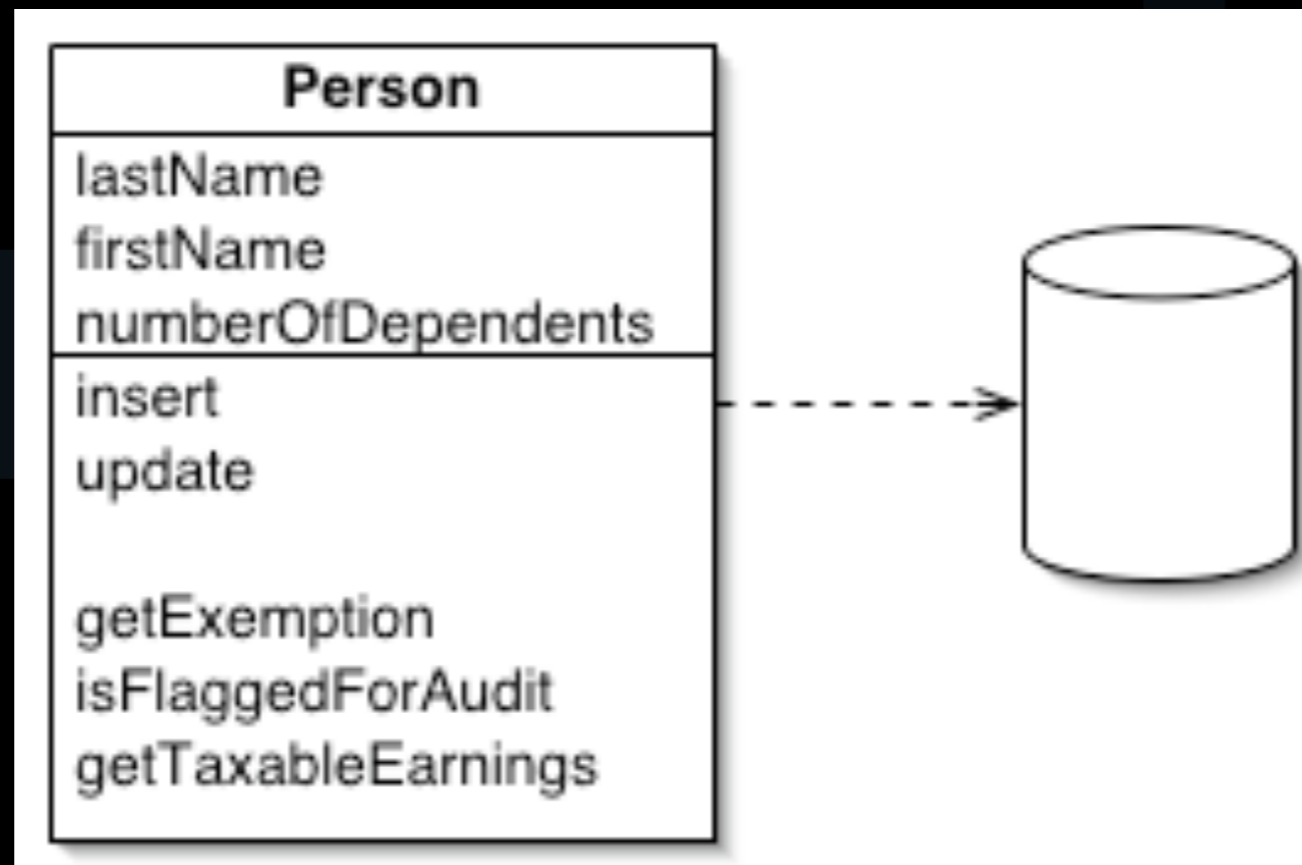 Person
lastName
firstName
numberOfDependents
insert
update
getExemption
isFlaggedForAudit
getTaxableEarnings